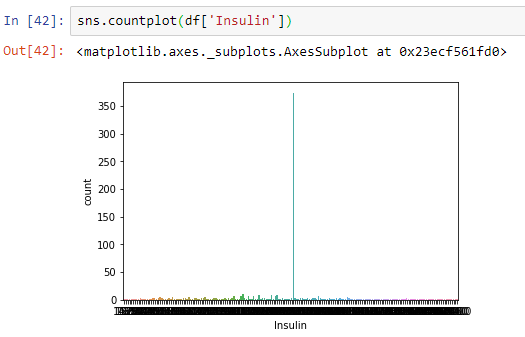 In [42]: sns.countplot(df['Insulin'])
Out[42]: <matplotlib.axes._subplots.AxesSubplot at 0x23ecf561fd0>
350
300
250
200
150
100
50
0
count
Insulin